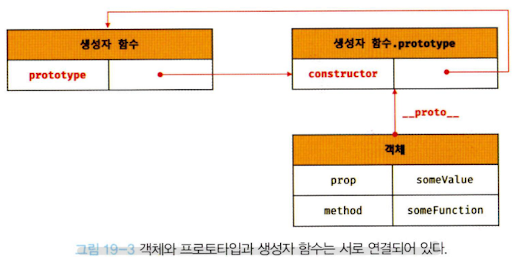 생성자 함수
prototype
생성자 함수.prototype
constructor
__proto__
객체
prop someValue
method someFunction
그림 19-3 객체와 프로토타입과 생성자 함수는 서로 연결되어 있다.